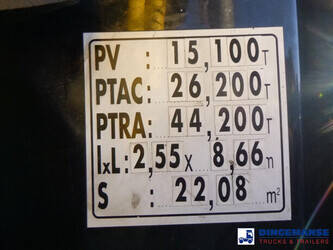 PV : 15,100T
PTAC: 26,200T
PTRA: 44,200T
lxL: 2,55 x 8,66m
S : 22,08 m²
DINGEMANSE
TRUCKS & TRAILERS